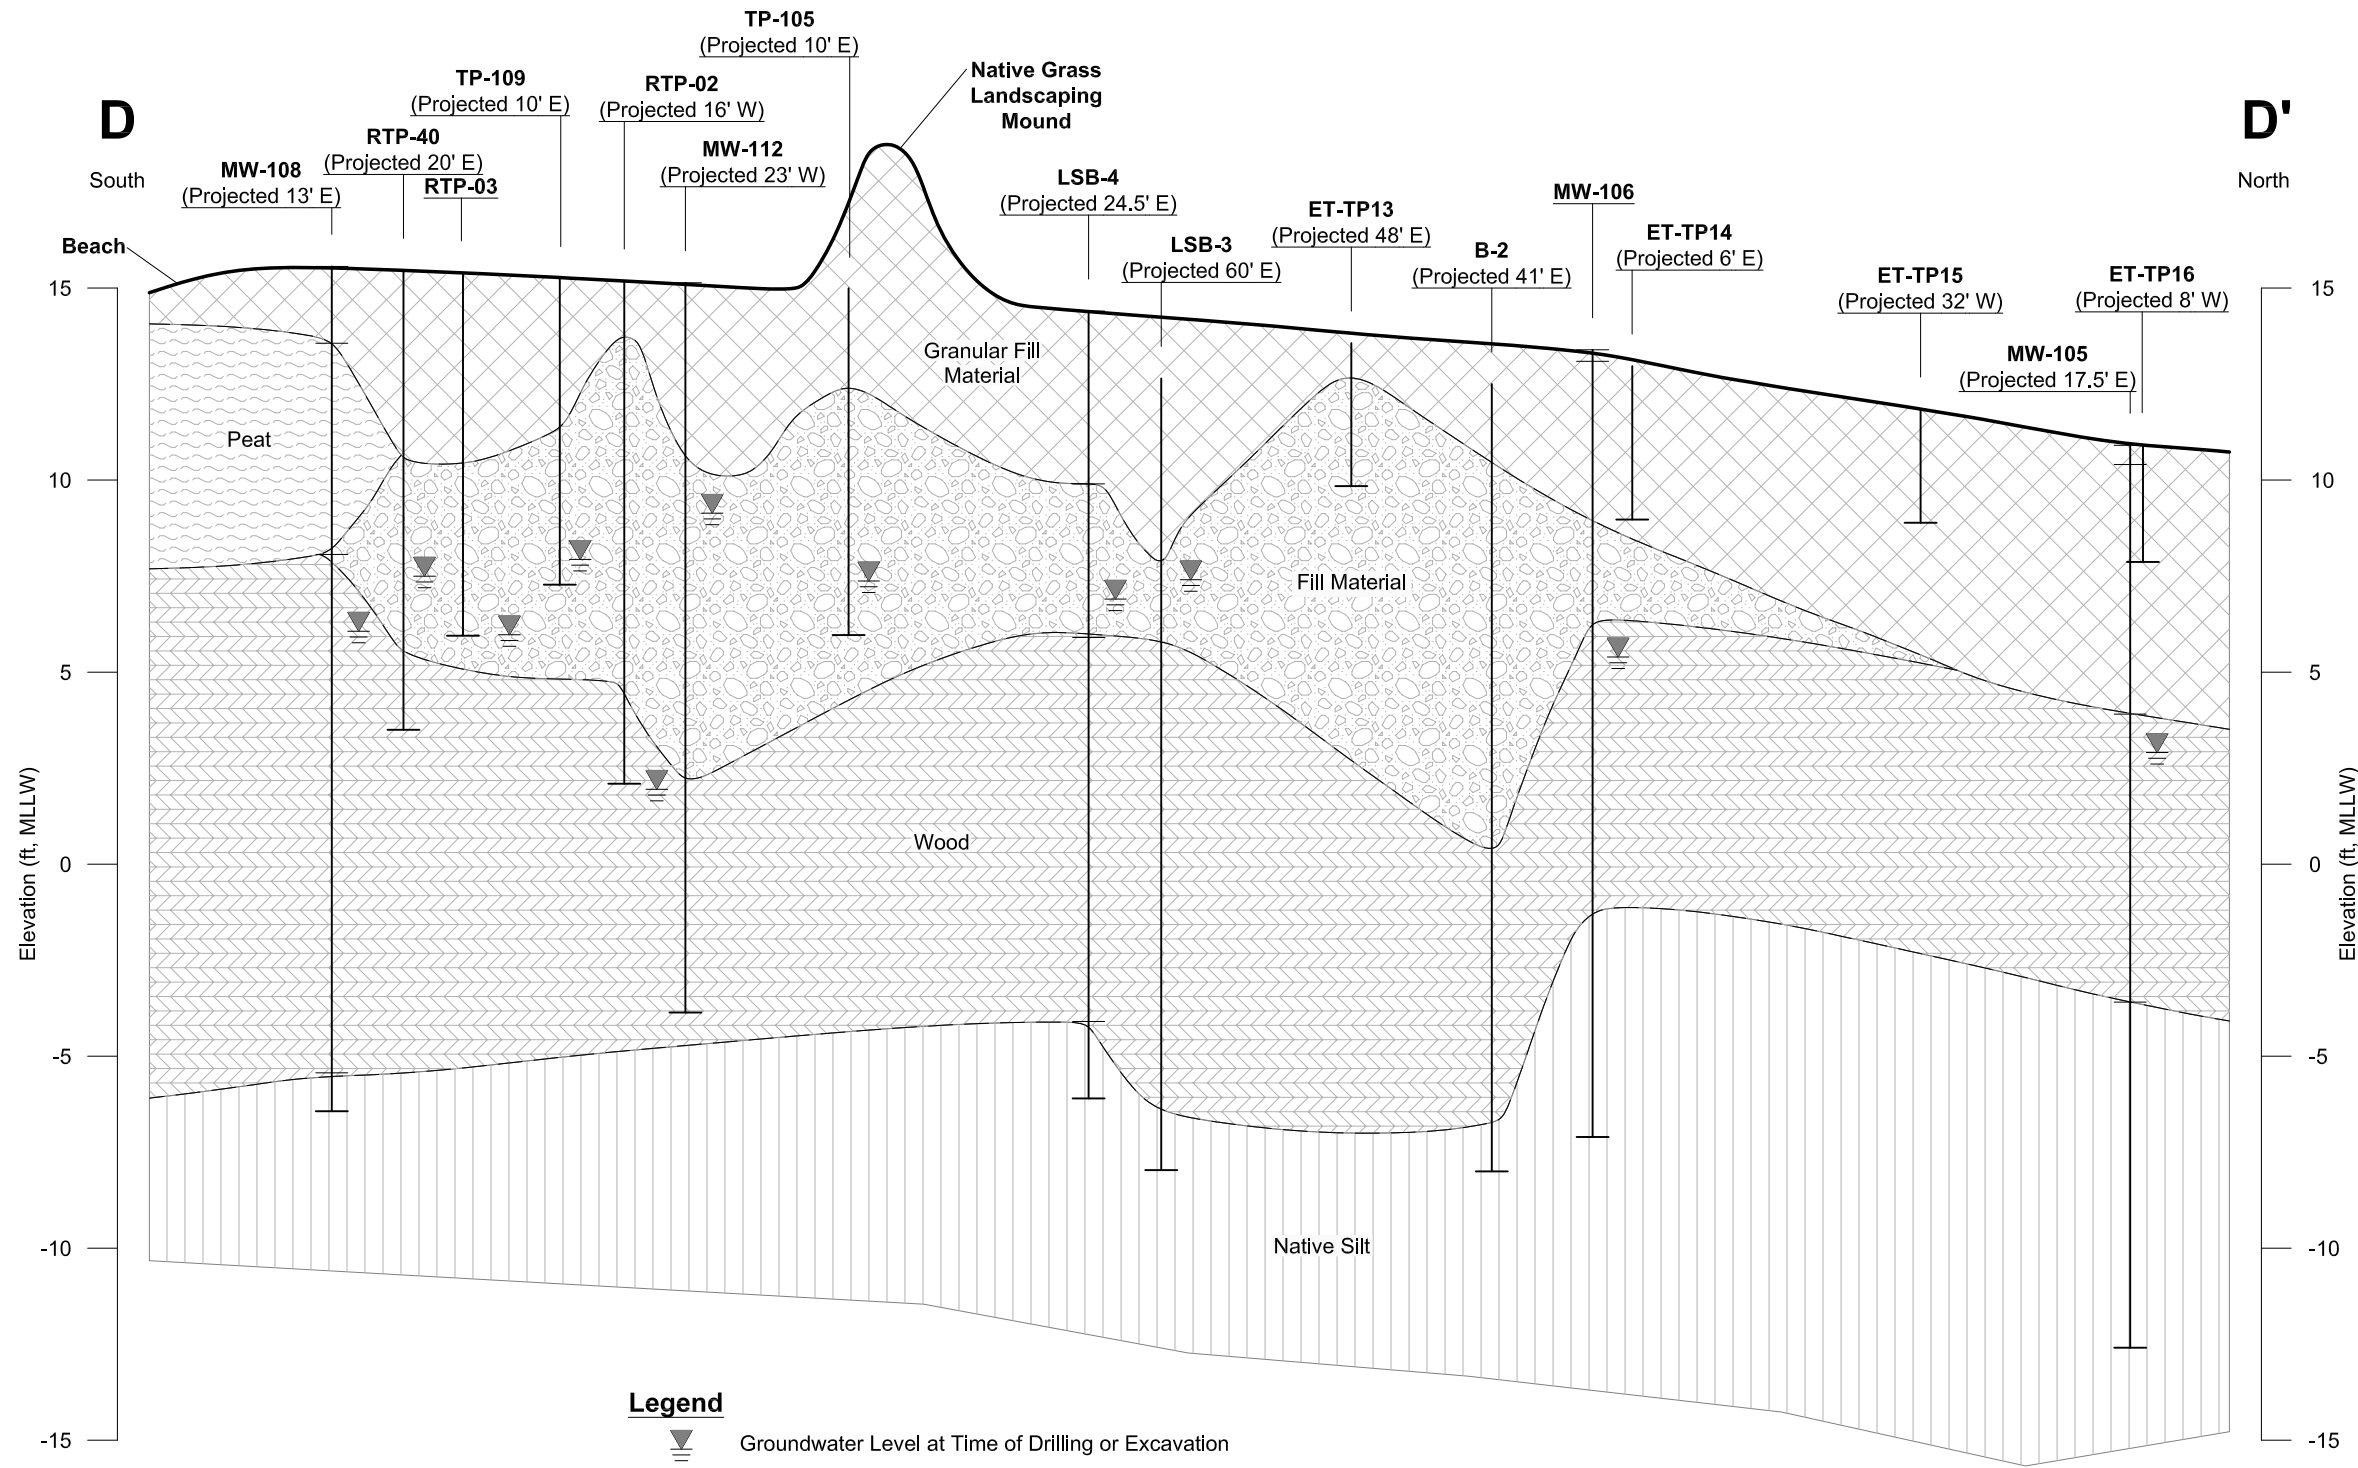 TP-105
(Projected 10' E)
Native Grass
Landscaping
Mound
TP-109
(Projected 10' E)
RTP-02
(Projected 16' W)
D
D'
RTP-40
(Projected 20' E)
MW-112
(Projected 23' W)
MW-108
(Projected 13' E)
South
RTP-03
LSB-4
(Projected 24.5' E)
MW-106
North
ET-TP13
(Projected 48' E)
Beach
LSB-3
(Projected 60' E)
B-2
(Projected 41' E)
ET-TP14
(Projected 6' E)
ET-TP15
(Projected 32' W)
ET-TP16
(Projected 8' W)
MW-105
(Projected 17.5' E)
15
15
Granular Fill
Material
Peat
10
10
Fill Material
5
5
Wood
0
0
Elevation (ft, MLLW)
Elevation (ft, MLLW)
-5
-5
Native Silt
-10
-10
Legend
Groundwater Level at Time of Drilling or Excavation
-15
-15